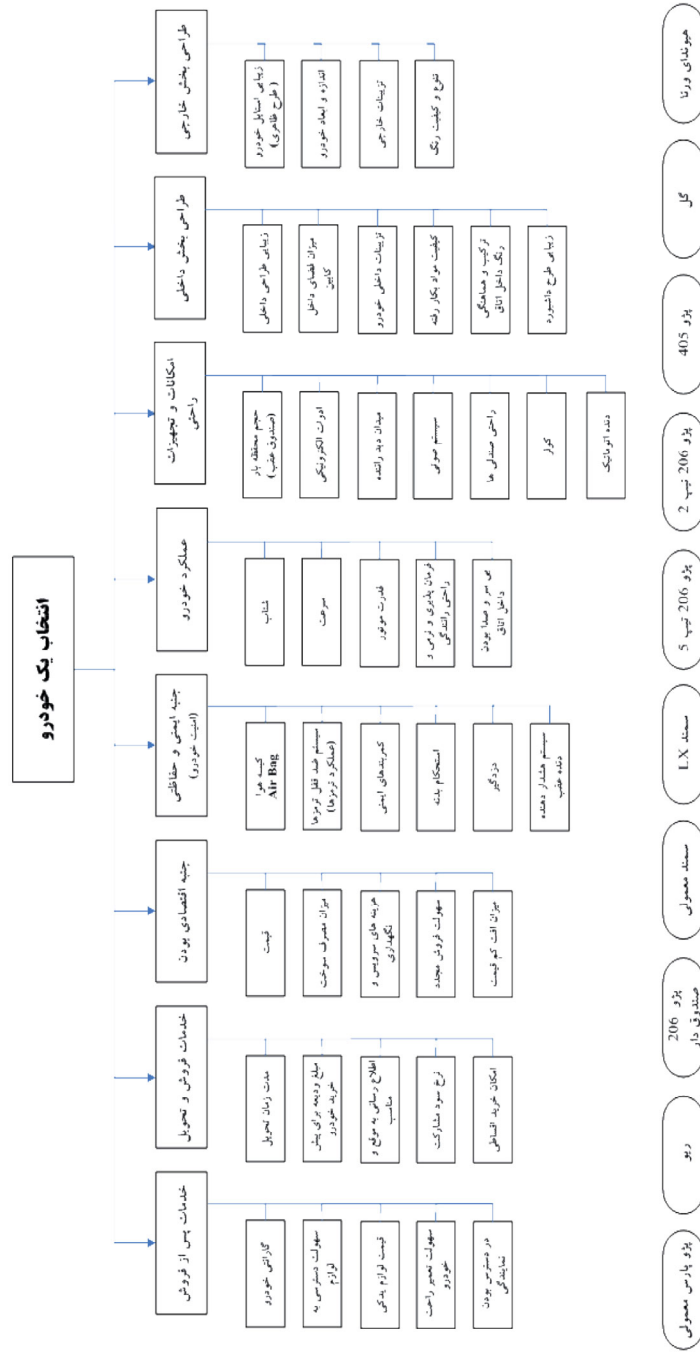 انتخاب یک خودرو
طراحی بخش خارجی
زیبایی استایل خودرو
(طرح ظاهری)
اندازه و ابعاد خودرو
تزیینات خارجی
تنوع و کیفیت رنگ
طراحی بخش داخلی
زیبایی طراحی داخلی
میزان فضای داخل
کابین
تزیینات داخلی خودرو
کیفیت مواد بکار رفته
ترکیب و هماهنگی
رنگ داخل اتاق
زیبایی طرح داشبورد
امکانات و تجهیزات
راحتی
حجم محفظه بار
(صندوق عقب)
ادوات الکترونیکی
میدان دید راننده
سیستم صوتی
راحتی صندلی ها
کولر
دنده اتوماتیک
عملکرد خودرو
شتاب
سرعت
قدرت موتور
فرمان پذیری و نرمی و
راحتی رانندگی
بی سر و صدا بودن
داخل اتاق
جنبه ایمنی و حفاظتی
(امنیت خودرو)
کیسه هوا
Air Bag
سیستم ضد قفل ترمزها
(عملکرد ترمزها)
کمربندهای ایمنی
استحکام بدنه
دزدگیر
سیستم هشدار دهنده
دنده عقب
جنبه اقتصادی بودن
قیمت
میزان مصرف سوخت
هزینه های سرویس و
نگهداری
سهولت فروش مجدد
میزان افت کم قیمت
خدمات فروش و تحویل
مدت زمان تحویل
مبلغ ودیعه برای پیش
خرید خودرو
اطلاع رسانی به موقع و
مناسب
نرخ سود مشارکت
امکان خرید اقساطی
خدمات پس از فروش
گارانتی خودرو
سهولت دسترسی به
لوازم
قیمت لوازم یدکی
سهولت تعمیر راحت
خودرو
در دسترس بودن
نمایندگی
هیوندای ورنا
گل
پژو 405
پژو 206 تیپ 2
پژو 206 تیپ 5
سمند LX
سمند معمولی
پژو 206
صندوق دار
ریو
پژو پارس معمولی